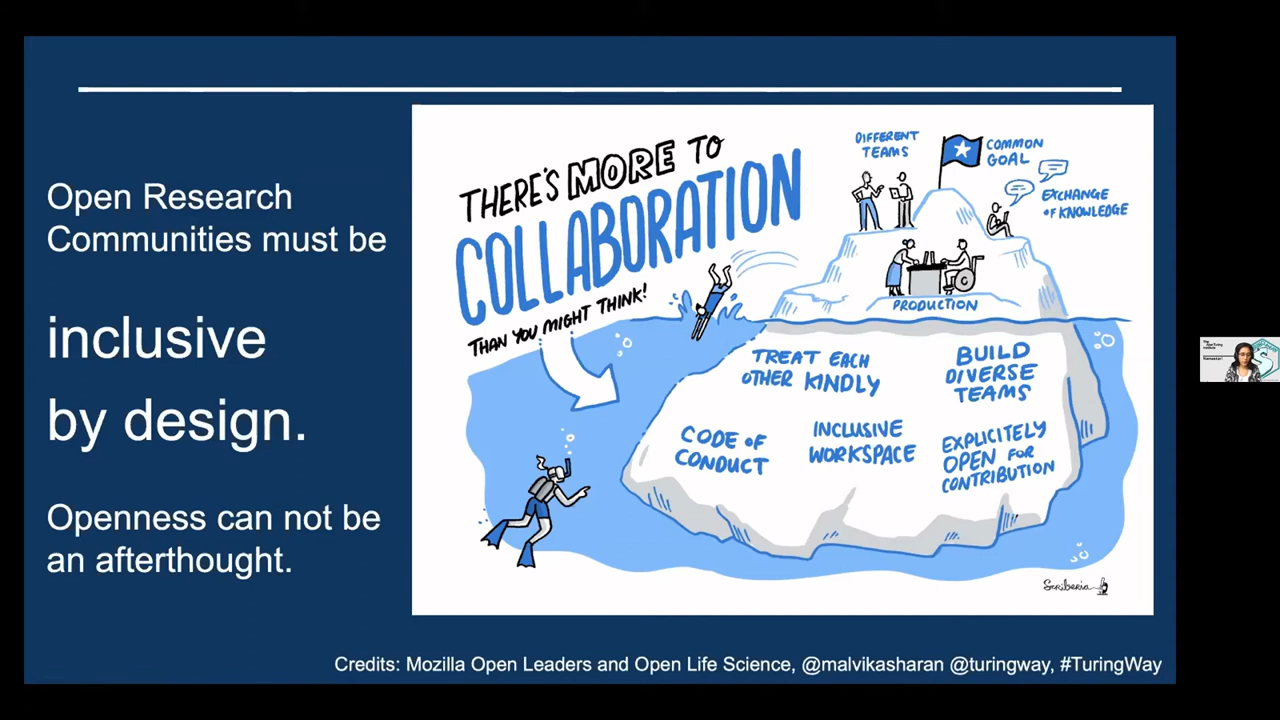 Open Research
Communities must be
inclusive
by design.
Openness can not be
an afterthought.
THERE'S MORE TO
COLLABORATION
THAN YOU MIGHT THINK!
DIFFERENT
TEAMS
COMMON
GOAL
EXCHANGE
OF KNOWLEDGE
PRODUCTION
TREAT EACH
OTHER KINDLY
BUILD
DIVERSE
TEAMS
CODE OF
CONDUCT
INCLUSIVE
WORKSPACE
EXPLICITELY
OPEN FOR
CONTRIBUTION
Scriberia
Credits: Mozilla Open Leaders and Open Life Science, @malvikasharan @turingway, #TuringWay